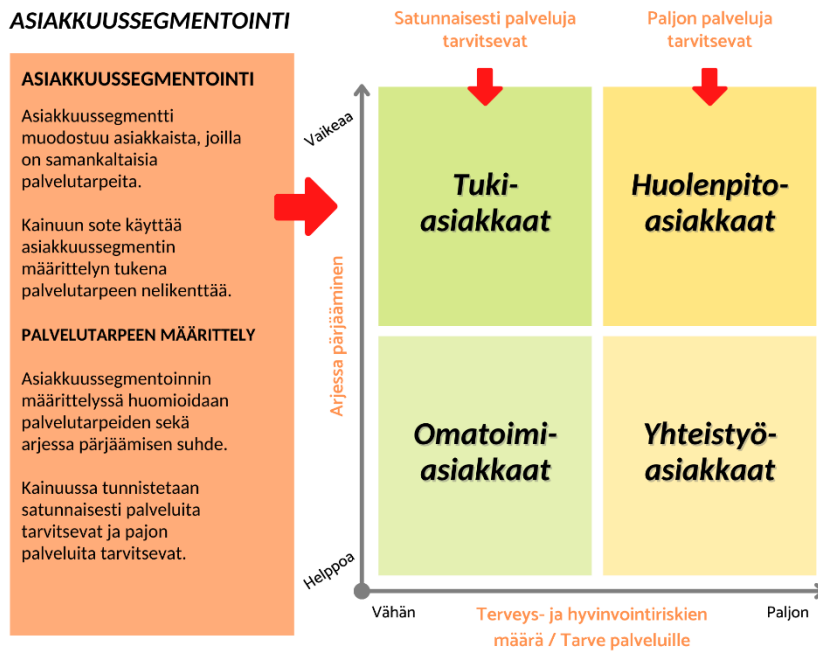 ASIAKKUUSSEGMENTOINTI
ASIAKKUUSSEGMENTOINTI
Asiakkuussegmentti
muodostuu asiakkaista, joilla
on samankaltaisia
palvelutarpeita.
Kainuun sote käyttää
asiakkuussegmentin
määrittelyn tukena
palvelutarpeen nelikenttää.
PALVELUTARPEEN MÄÄRITTELY
Asiakkuussegmentoinnin
määrittelyssä huomioidaan
palvelutarpeiden sekä
arjessa pärjäämisen suhde.
Kainuussa tunnistetaan
satunnaisesti palveluita
tarvitsevat ja pajon
palveluita tarvitsevat.
Satunnaisesti palveluja
tarvitsevat
Paljon palveluja
tarvitsevat
Vaikeaa
Arjessa pärjääminen
Helppoa
Tuki-
asiakkaat
Huolenpito-
asiakkaat
Omatoimi-
asiakkaat
Yhteistyö-
asiakkaat
Vähän
Terveys- ja hyvinvointiriskien
määrä / Tarve palveluille
Paljon